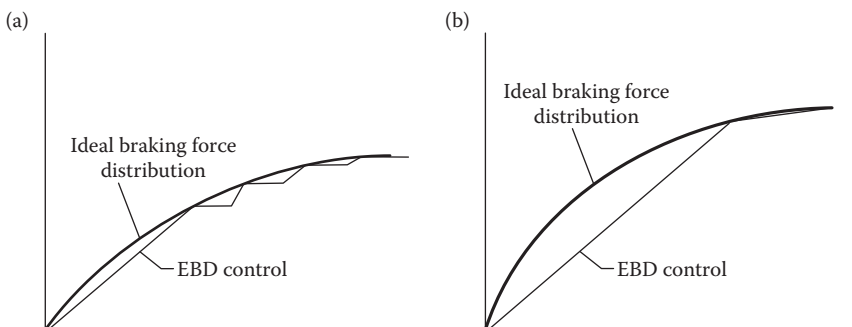 (a)
Ideal braking force
distribution
EBD control
(b)
Ideal braking force
distribution
EBD control